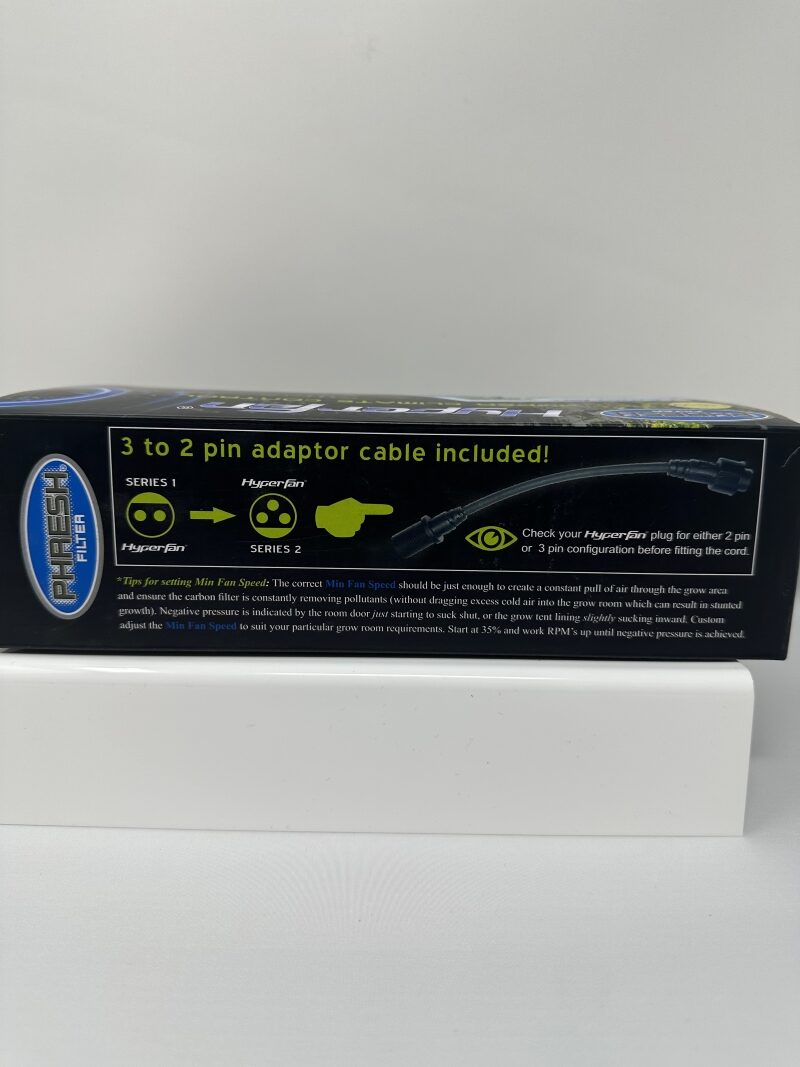 Hyperfan®
3 to 2 pin adaptor cable included!
SERIES 1
Hyperfan
Hyperfan
SERIES 2
Check your Hyperfan plug for either 2 pin
or 3 pin configuration before fitting the cord.
PHRESH®
FILTER
*Tips for setting Min Fan Speed: The correct Min Fan Speed should be just enough to create a constant pull of air through the grow area
and ensure the carbon filter is constantly removing pollutants (without dragging excess cold air into the grow room which can result in stunted
growth). Negative pressure is indicated by the room door just starting to suck shut, or the grow tent lining slightly sucking inward. Custom
adjust the Min Fan Speed to suit your particular grow room requirements. Start at 35% and work RPM's up until negative pressure is achieved.